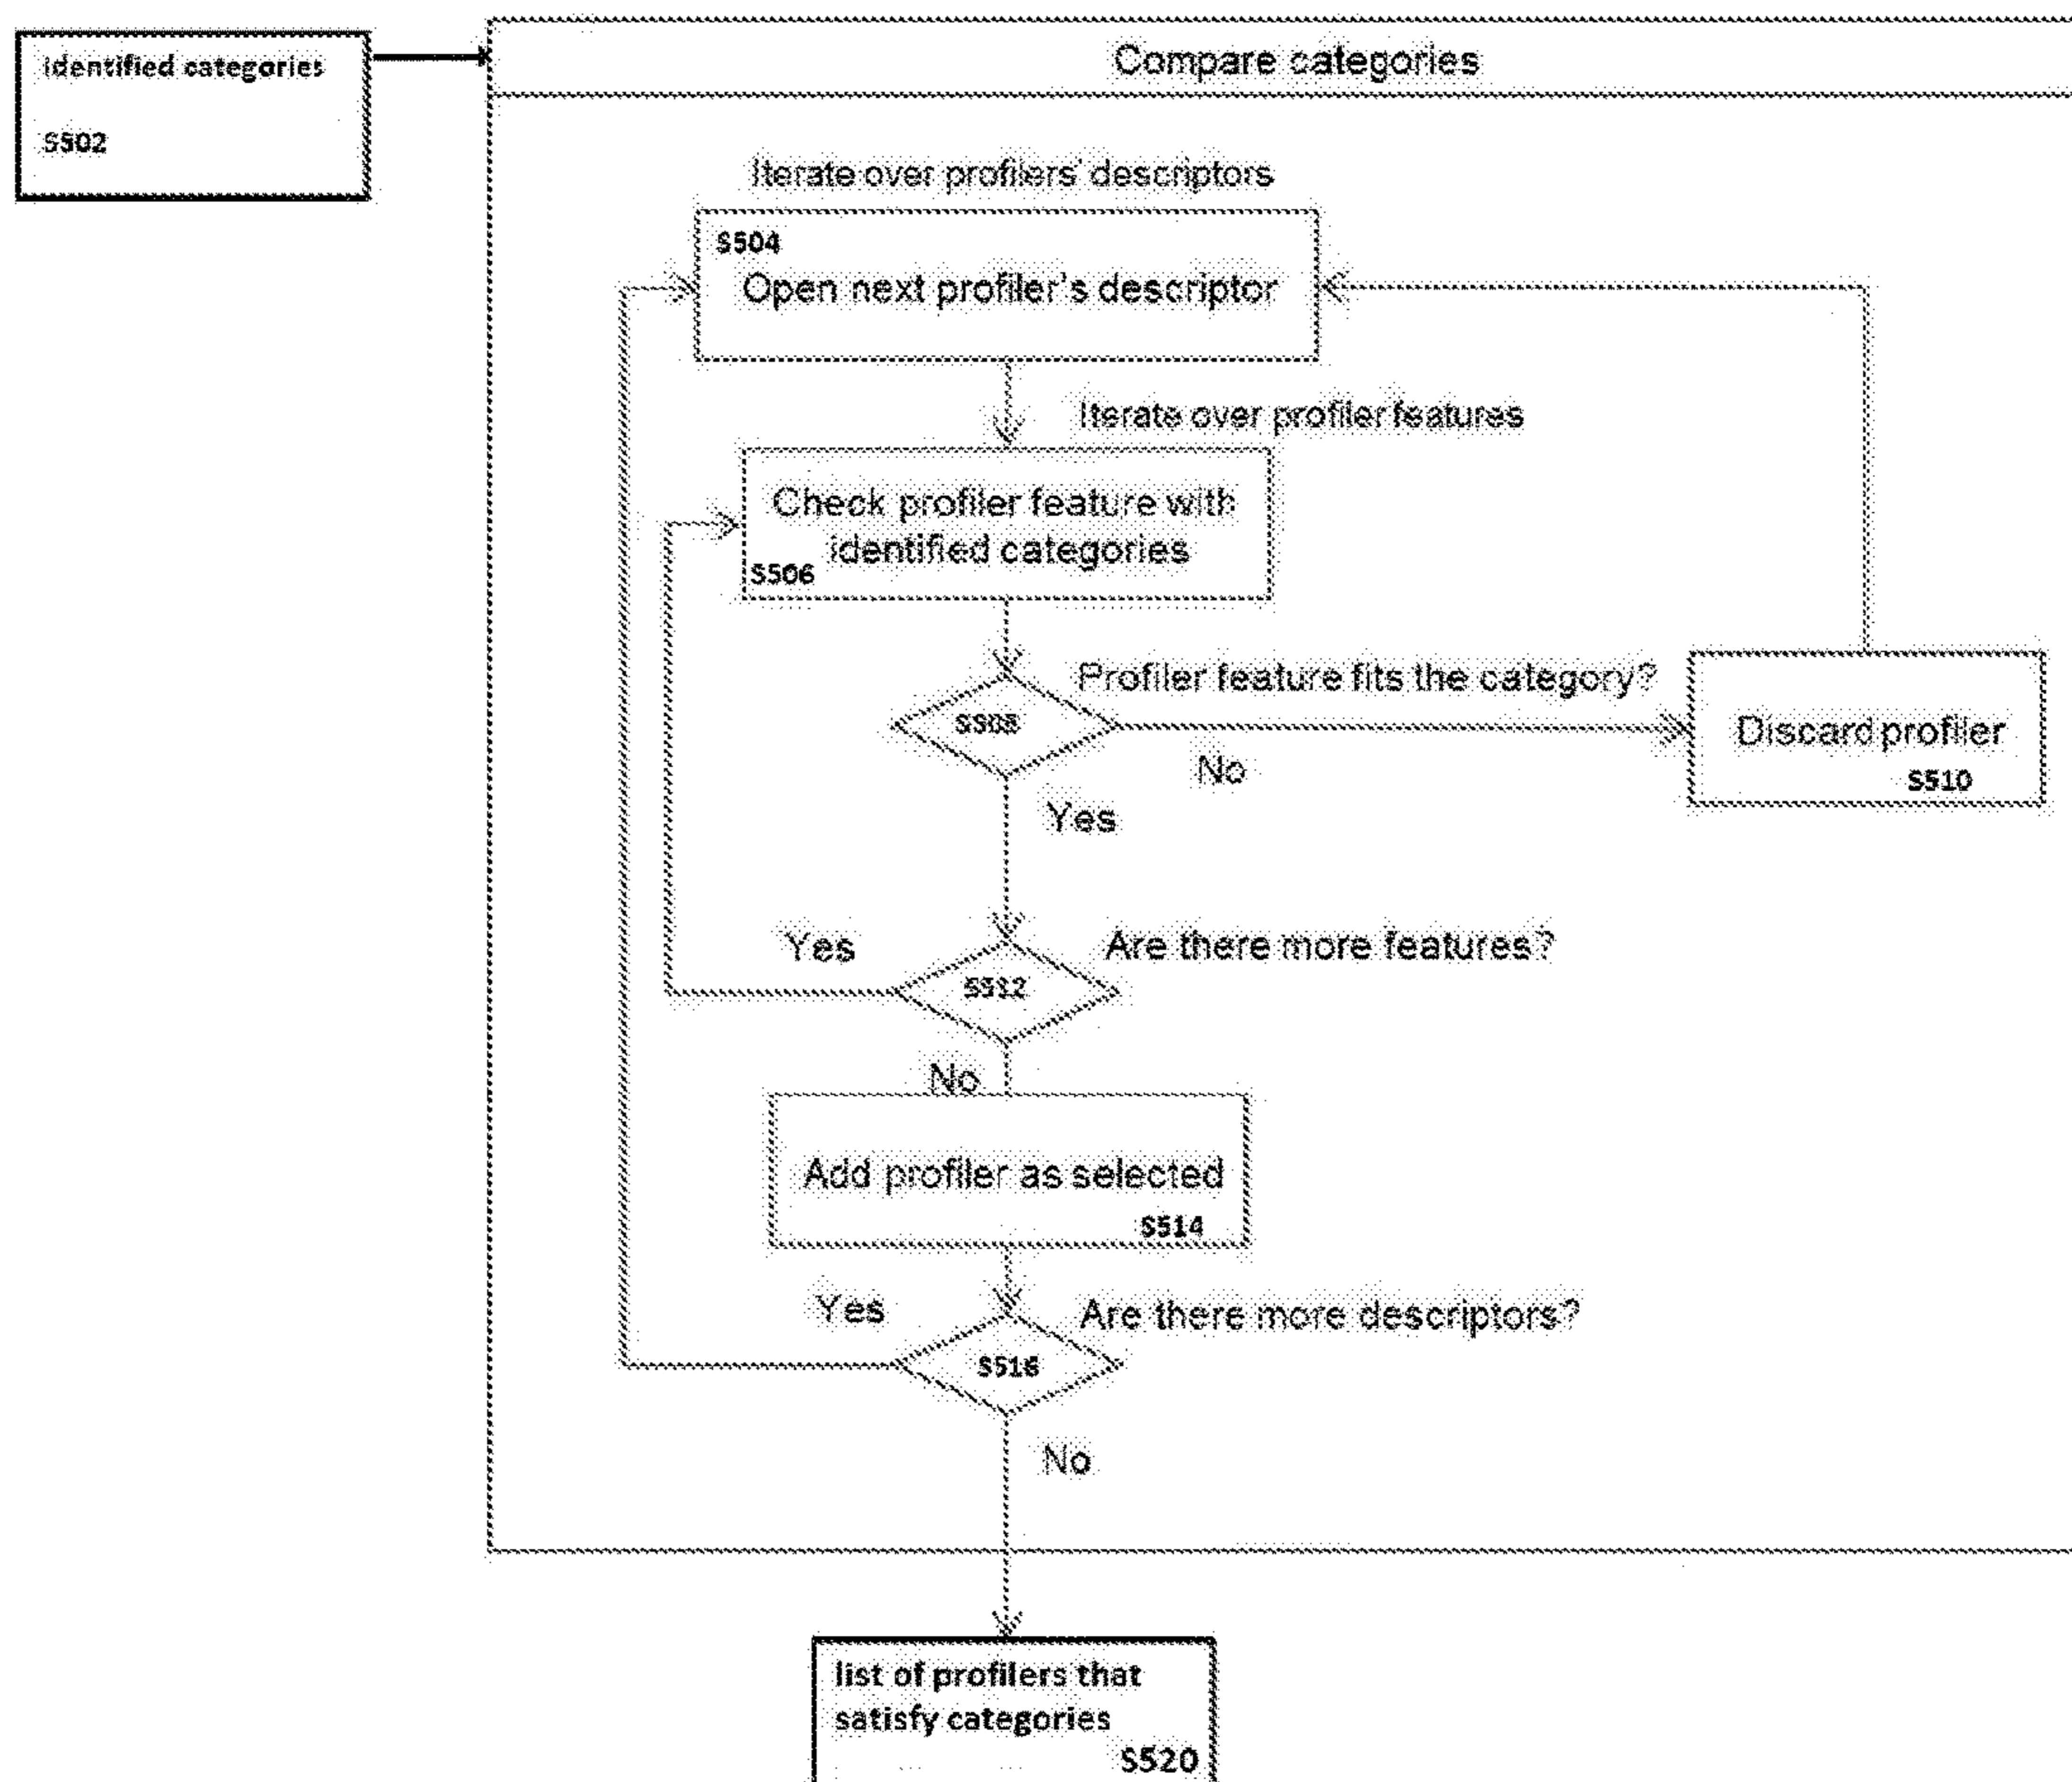 Identified categories
S502
Compare categories
Iterate over profilers' descriptors
S504
Open next profiler's descriptor
Iterate over profiler features
Check profiler feature with
identified categories
S506
Profiler feature fits the category?
S508
No
Discard profiler
S510
Yes
Yes
Are there more features?
S512
No
Add profiler as selected
S514
Yes
Are there more descriptors?
S516
No
list of profilers that
satisfy categories
S520